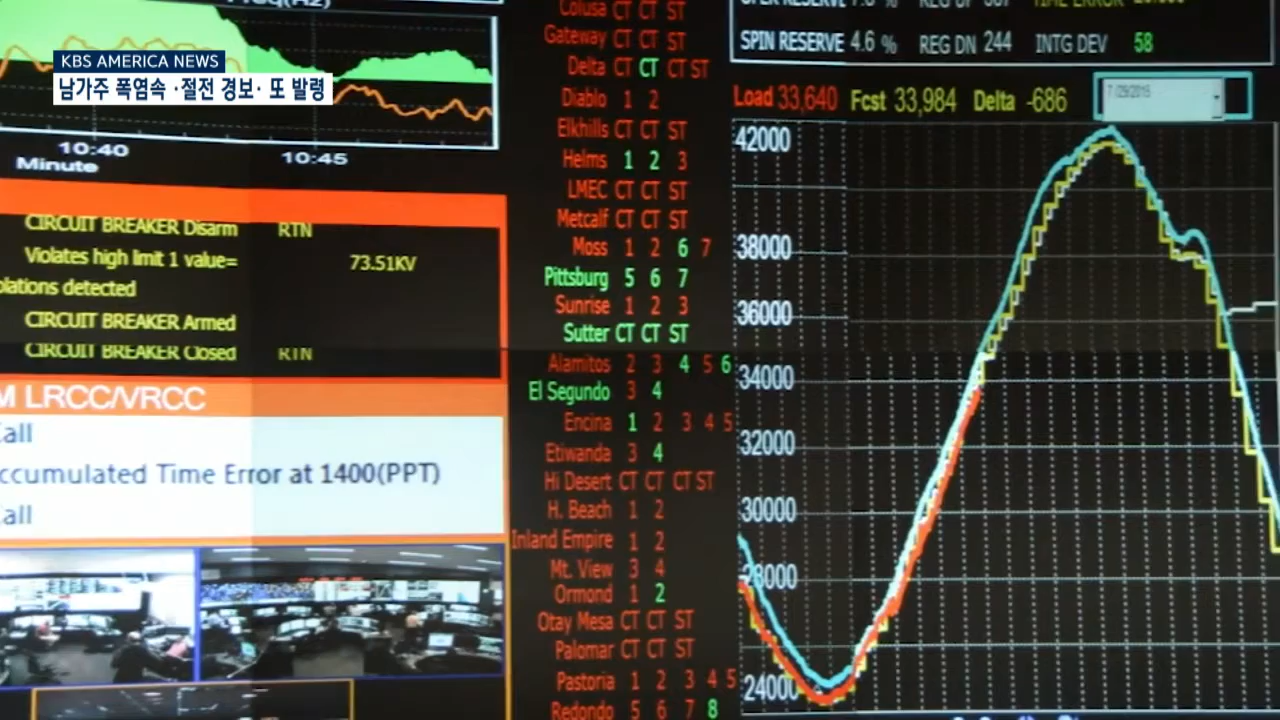 KBS AMERICA NEWS
남가주 폭염속 ·절전 경보· 또 발령
10:40
10:45
Minute
CIRCUIT BREAKER Disarm RTN
Violates high limit 1 value=
73.51KV
detected
CIRCUIT BREAKER Armed
CIRCUIT BREAKER Closed RTN
LRCC/VRCC
Time Error at 1400(PPT)
Colusa CT CT ST
Gateway CT CT ST
Delta CT CT CT ST
Diablo 1 2
Elkhills CT CT ST
Helms 1 2 3
LMEC CT CT ST
Metcalf CT CT ST
Moss 1 2 6 7
Pittsburg 5 6 7
Sunrise 1 2 3
Sutter CT CT ST
Alamitos 2 3 4 5 6
El Segundo 3 4
Encina 1 2 3 4 5
Etiwanda 3 4
Hi Desert CT CT CT ST
H. Beach 1 2
Inland Empire 1 2
Mt. View 3 4
Ormond 1 2
Otay Mesa CT CT ST
Palomar CT CT ST
Pastoria 1 2 3 4 5
Redondo 5 6 7 8
SPIN RESERVE 4.6 % REG DN 244 INTG DEV 58
Load 33,640 Fcst 33,984 Delta -686
7/29/2015
42000
38000
36000
34000
32000
30000
28000
24000